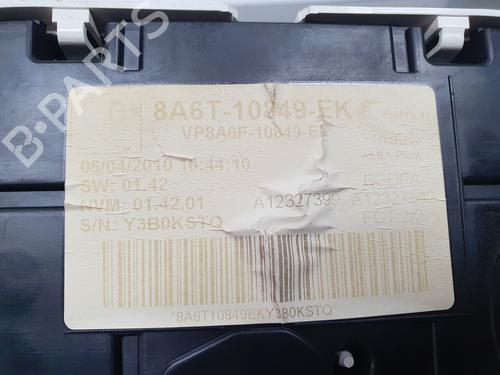 8A6T-10849-EK
Visteon
VP8A6F-10849-E
06/04/2010 10:44:10
SW: 01.42
NVM: 01.42.01
A12327399
S/N: Y3B0KSTQ
*8A6T10849EKY3B0KSTQ*
B-PARTS